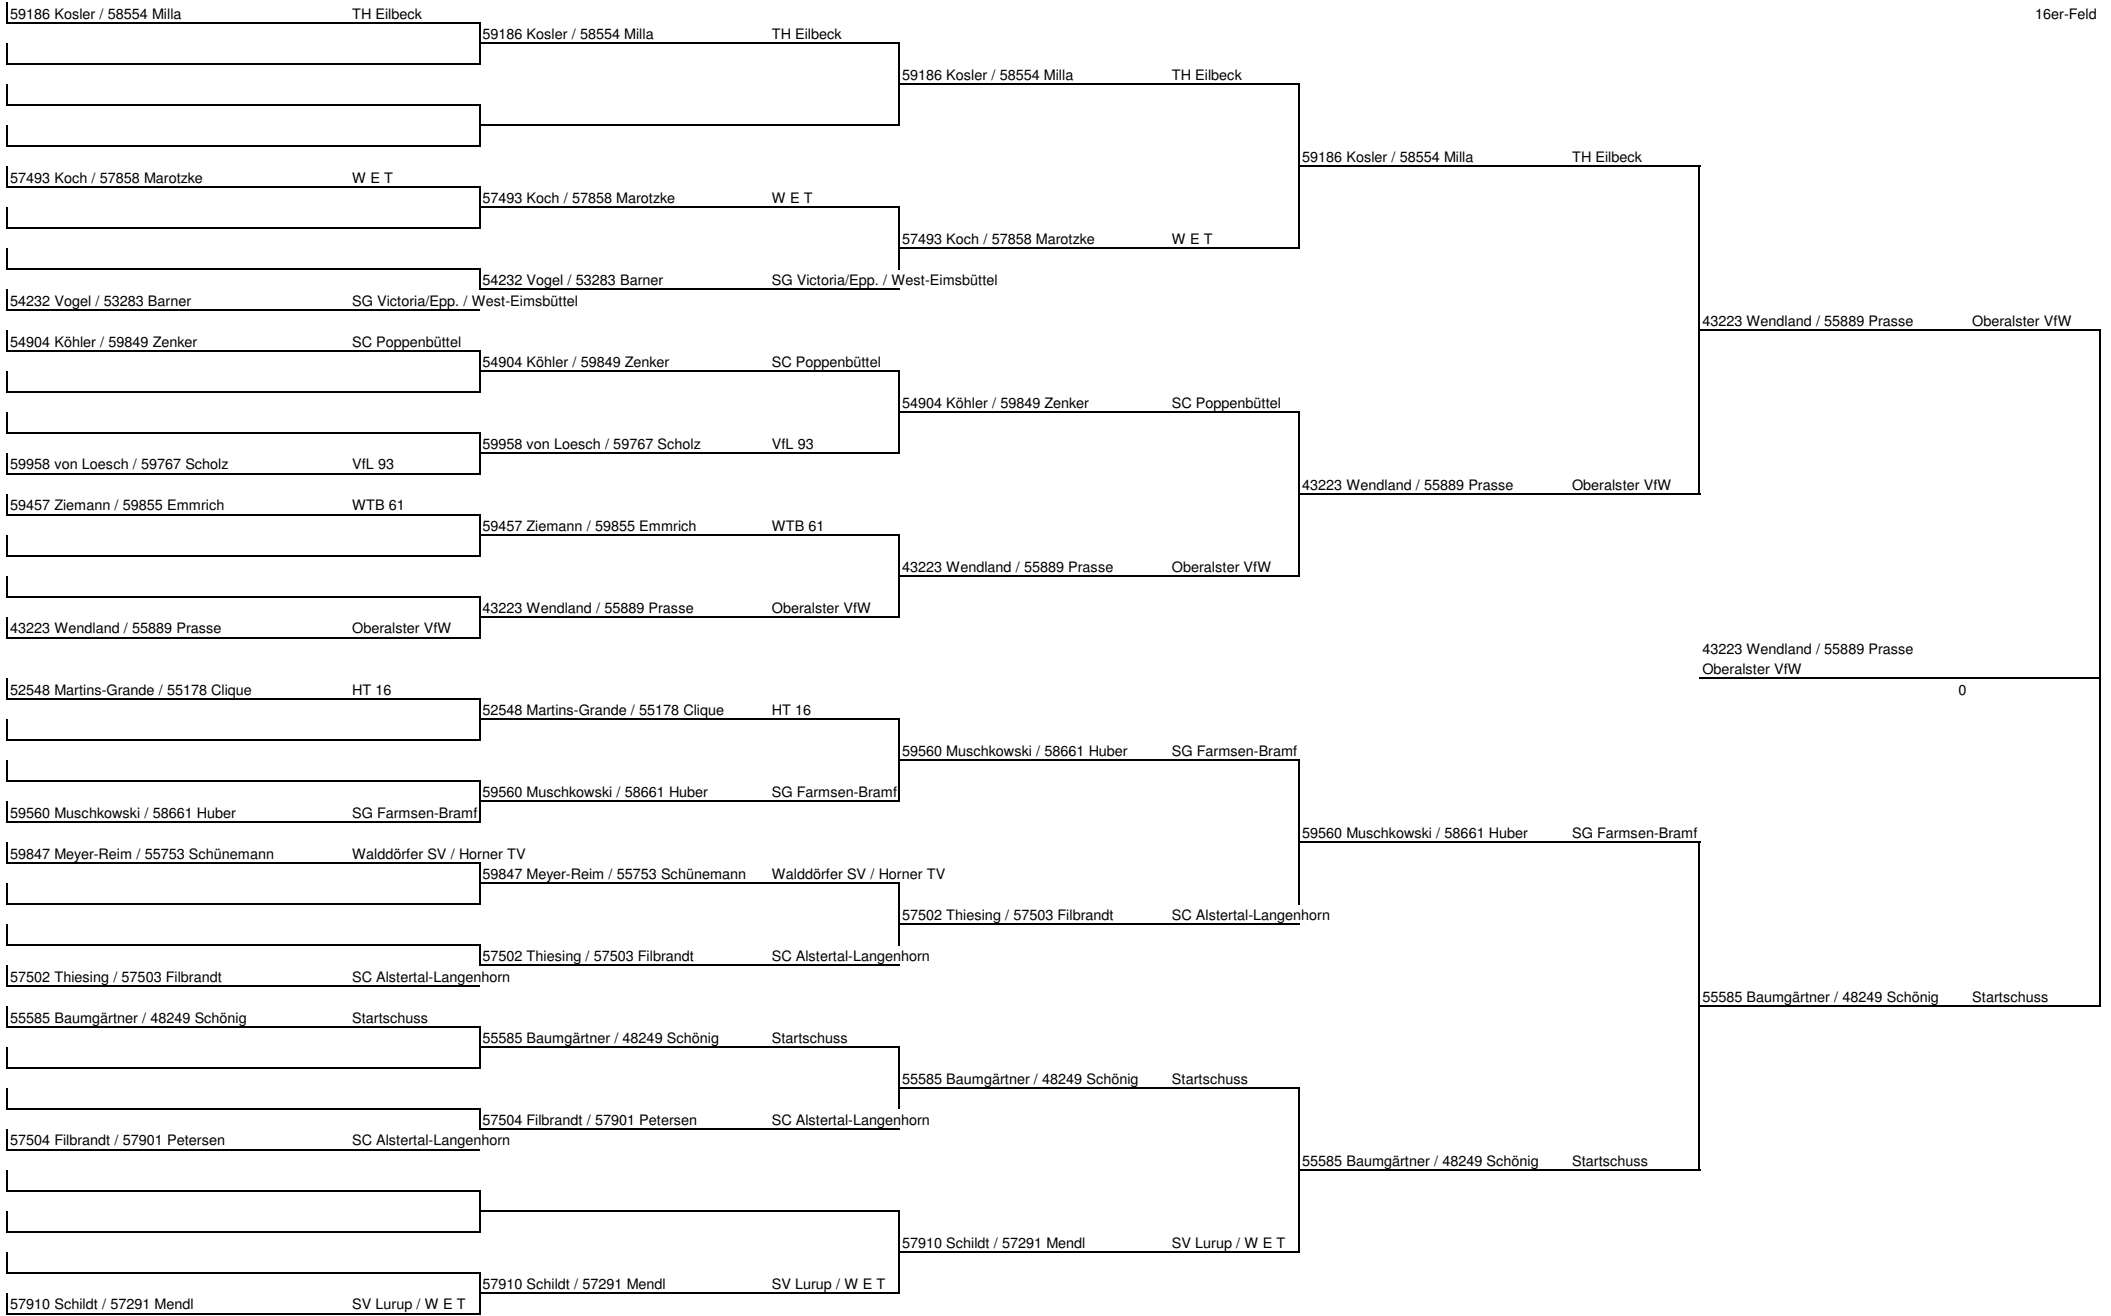 59186 Kosler / 58554 Milla TH Eilbeck 16er-Feld
59186 Kosler / 58554 Milla TH Eilbeck
59186 Kosler / 58554 Milla TH Eilbeck
59186 Kosler / 58554 Milla TH Eilbeck
57493 Koch / 57858 Marotzke W E T
57493 Koch / 57858 Marotzke W E T
57493 Koch / 57858 Marotzke W E T
54232 Vogel / 53283 Barner SG Victoria/Epp. / West-Eimsbüttel
54232 Vogel / 53283 Barner SG Victoria/Epp. / West-Eimsbüttel
43223 Wendland / 55889 Prasse Oberalster VfW
54904 Köhler / 59849 Zenker SC Poppenbüttel
54904 Köhler / 59849 Zenker SC Poppenbüttel
54904 Köhler / 59849 Zenker SC Poppenbüttel
59958 von Loesch / 59767 Scholz VfL 93
59958 von Loesch / 59767 Scholz VfL 93
43223 Wendland / 55889 Prasse Oberalster VfW
59457 Ziemann / 59855 Emmrich WTB 61
59457 Ziemann / 59855 Emmrich WTB 61
43223 Wendland / 55889 Prasse Oberalster VfW
43223 Wendland / 55889 Prasse Oberalster VfW
43223 Wendland / 55889 Prasse Oberalster VfW
43223 Wendland / 55889 Prasse
Oberalster VfW
52548 Martins-Grande / 55178 Clique HT 16 0
52548 Martins-Grande / 55178 Clique HT 16
59560 Muschkowski / 58661 Huber SG Farmsen-Bramf
59560 Muschkowski / 58661 Huber SG Farmsen-Bramf
59560 Muschkowski / 58661 Huber SG Farmsen-Bramf
59560 Muschkowski / 58661 Huber SG Farmsen-Bramf
59847 Meyer-Reim / 55753 Schünemann Walddörfer SV / Horner TV
59847 Meyer-Reim / 55753 Schünemann Walddörfer SV / Horner TV
57502 Thiesing / 57503 Filbrandt SC Alstertal-Langenhorn
57502 Thiesing / 57503 Filbrandt SC Alstertal-Langenhorn
57502 Thiesing / 57503 Filbrandt SC Alstertal-Langenhorn
55585 Baumgärtner / 48249 Schönig Startschuss
55585 Baumgärtner / 48249 Schönig Startschuss
55585 Baumgärtner / 48249 Schönig Startschuss
55585 Baumgärtner / 48249 Schönig Startschuss
57504 Filbrandt / 57901 Petersen SC Alstertal-Langenhorn
57504 Filbrandt / 57901 Petersen SC Alstertal-Langenhorn
55585 Baumgärtner / 48249 Schönig Startschuss
57910 Schildt / 57291 Mendl SV Lurup / W E T
57910 Schildt / 57291 Mendl SV Lurup / W E T
57910 Schildt / 57291 Mendl SV Lurup / W E T